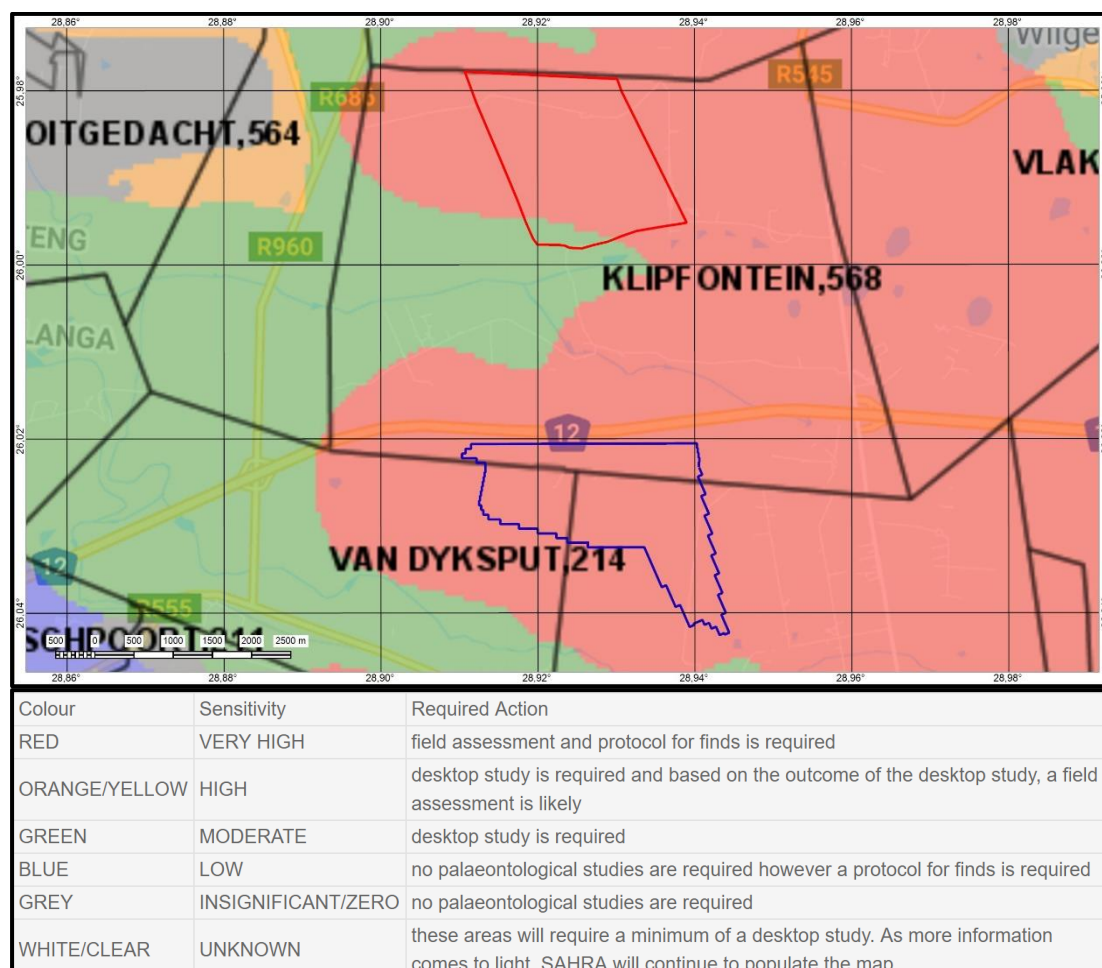 28,86° 28,88° 28,90° 28,92° 28,94° 28,96° 28,98°
Wilge
R545
25,98°
R686
OITGEDACHT,564
VLAK
ENG
R960
26,00°
KLIPFONTEIN,568
LANGA
26,02°
12
VAN DYKSPUT,214
12
R555
26,04°
500 0 500 1000 1500 2000 2500 m
28,86° 28,88° 28,90° 28,92° 28,94° 28,96° 28,98°
Colour Sensitivity Required Action
RED VERY HIGH field assessment and protocol for finds is required
ORANGE/YELLOW HIGH desktop study is required and based on the outcome of the desktop study, a field
assessment is likely
GREEN MODERATE desktop study is required
BLUE LOW no palaeontological studies are required however a protocol for finds is required
GREY INSIGNIFICANT/ZERO no palaeontological studies are required
WHITE/CLEAR UNKNOWN these areas will require a minimum of a desktop study. As more information
comes to light, SAHRA will continue to populate the map.